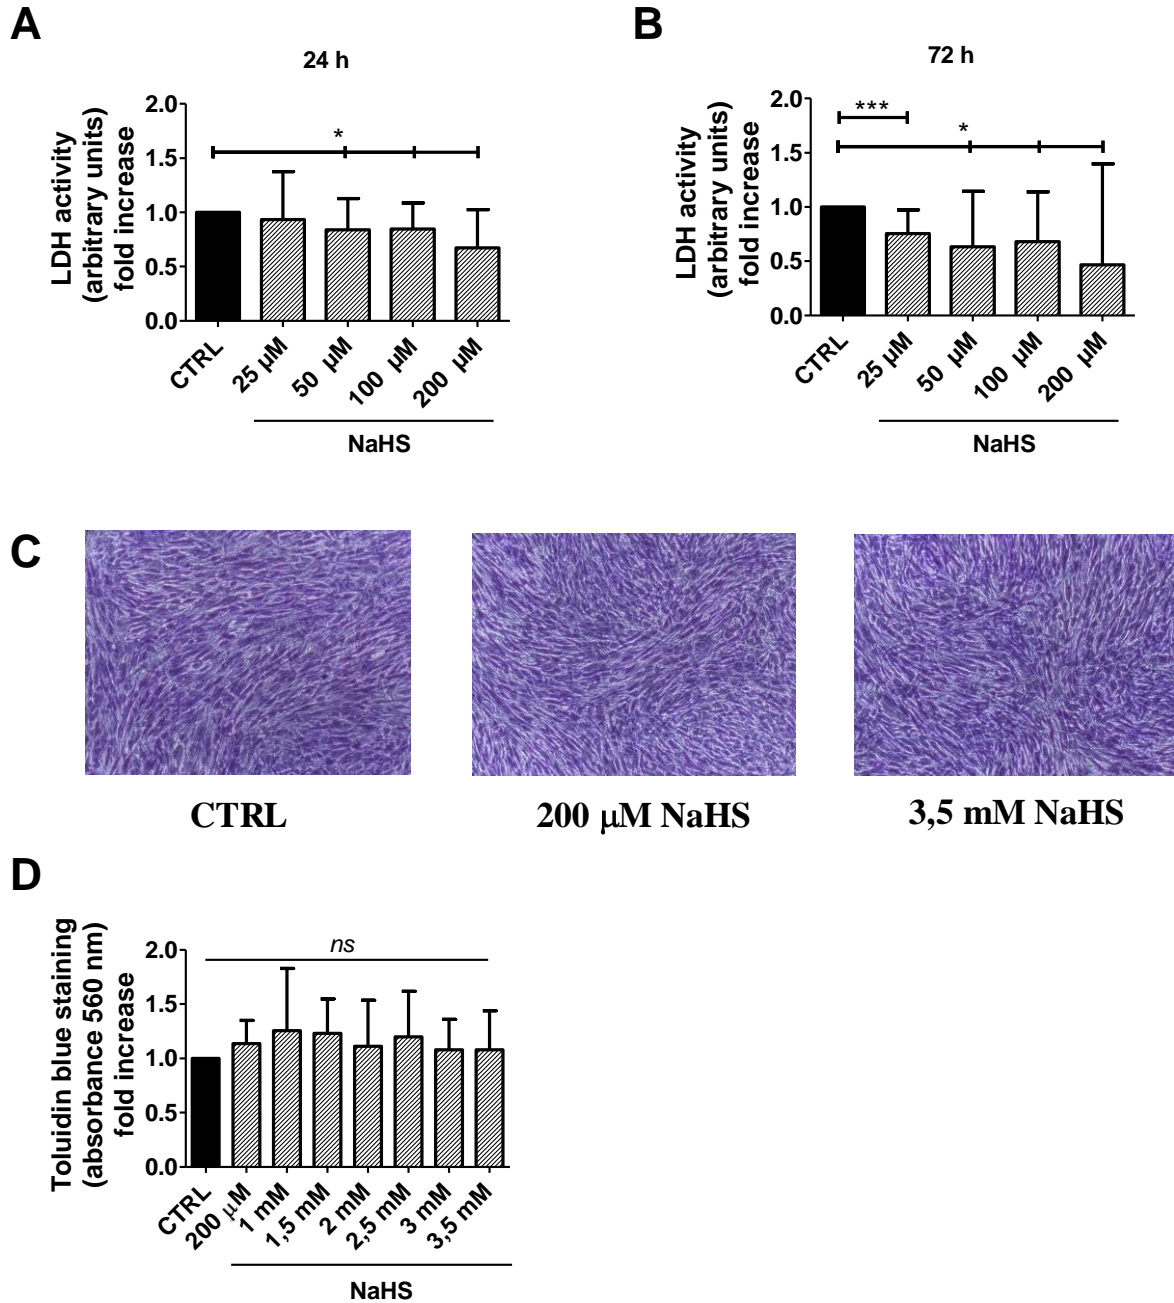 A
24 h
LDH activity
(arbitrary units)
fold increase
2.0
1.5
1.0
0.5
0.0
*
CTRL
25 µM
50 µM
100 µM
200 µM
NaHS
B
72 h
LDH activity
(arbitrary units)
fold increase
2.0
1.5
1.0
0.5
0.0
***
*
CTRL
25 µM
50 µM
100 µM
200 µM
NaHS
C
CTRL
200 µM NaHS
3,5 mM NaHS
D
Toluidin blue staining
(absorbance 560 nm)
fold increase
2.0
1.5
1.0
0.5
0.0
ns
CTRL
200 µM
1 mM
1,5 mM
2 mM
2,5 mM
3 mM
3,5 mM
NaHS